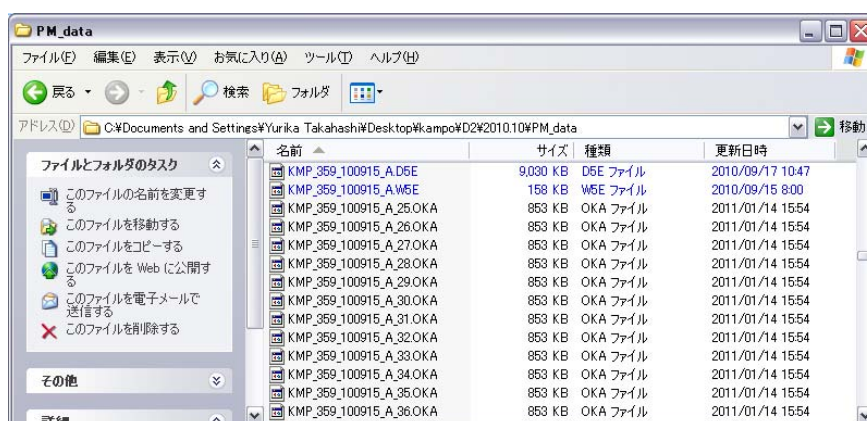 PM_data
ファイル(F) 編集(E) 表示(V) お気に入り(A) ツール(T) ヘルプ(H)
戻る 検索 フォルダ
アドレス(D) C:¥Documents and Settings¥Yurika Takahashi¥Desktop¥kampo¥D2¥2010.10¥PM_data 移動
ファイルとフォルダのタスク
このファイルの名前を変更す
る
このファイルを移動する
このファイルをコピーする
このファイルを Web に公開す
る
このファイルを電子メールで
送信する
このファイルを削除する
その他
詳細
名前 サイズ 種類 更新日時
KMP_359_100915_A.D5E 9,030 KB D5E ファイル 2010/09/17 10:47
KMP_359_100915_A.W5E 158 KB W5E ファイル 2010/09/15 8:00
KMP_359_100915_A_25.OKA 853 KB OKA ファイル 2011/01/14 15:54
KMP_359_100915_A_26.OKA 853 KB OKA ファイル 2011/01/14 15:54
KMP_359_100915_A_27.OKA 853 KB OKA ファイル 2011/01/14 15:54
KMP_359_100915_A_28.OKA 853 KB OKA ファイル 2011/01/14 15:54
KMP_359_100915_A_29.OKA 853 KB OKA ファイル 2011/01/14 15:54
KMP_359_100915_A_30.OKA 853 KB OKA ファイル 2011/01/14 15:54
KMP_359_100915_A_31.OKA 853 KB OKA ファイル 2011/01/14 15:54
KMP_359_100915_A_32.OKA 853 KB OKA ファイル 2011/01/14 15:54
KMP_359_100915_A_33.OKA 853 KB OKA ファイル 2011/01/14 15:54
KMP_359_100915_A_34.OKA 853 KB OKA ファイル 2011/01/14 15:54
KMP_359_100915_A_35.OKA 853 KB OKA ファイル 2011/01/14 15:54
KMP_359_100915_A_36.OKA 853 KB OKA ファイル 2011/01/14 15:54